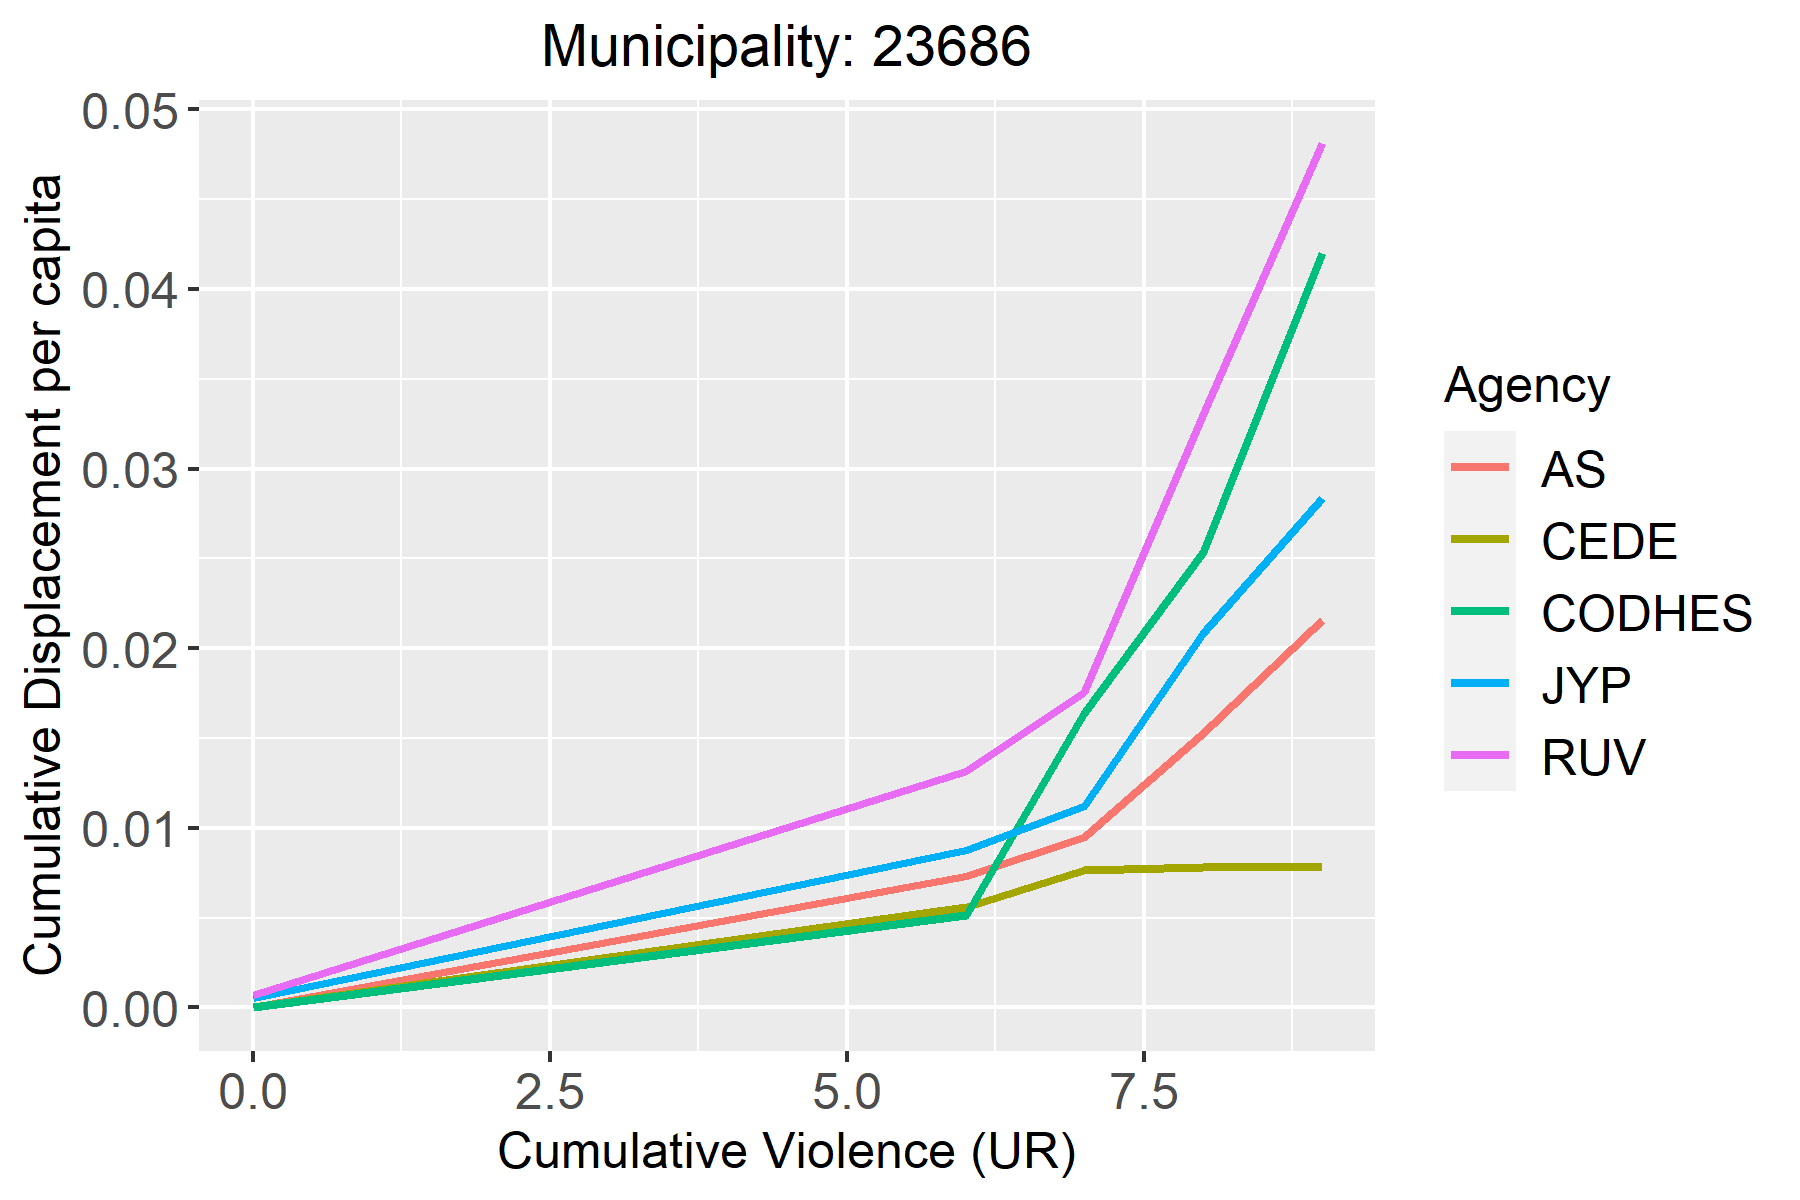 Municipality: 23686
Cumulative Displacement per capita
0.05
0.04
0.03
0.02
0.01
0.00
0.0 2.5 5.0 7.5
Cumulative Violence (UR)
Agency
AS
CEDE
CODHES
JYP
RUV